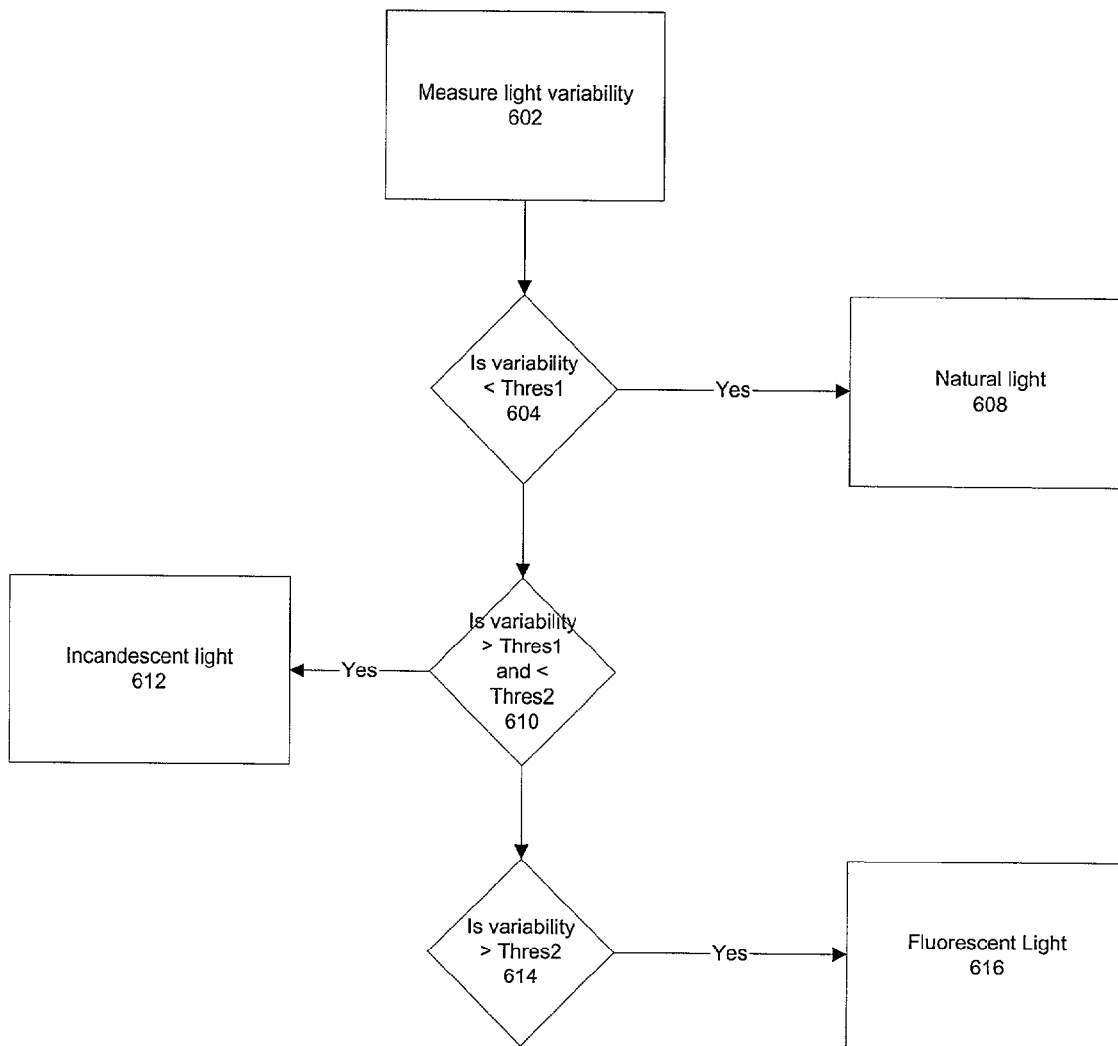 Measure light variability
602
Is variability
< Thres1
604
Yes
Natural light
608
Is variability
> Thres1
and <
Thres2
610
Yes
Incandescent light
612
Is variability
> Thres2
614
Yes
Fluorescent Light
616